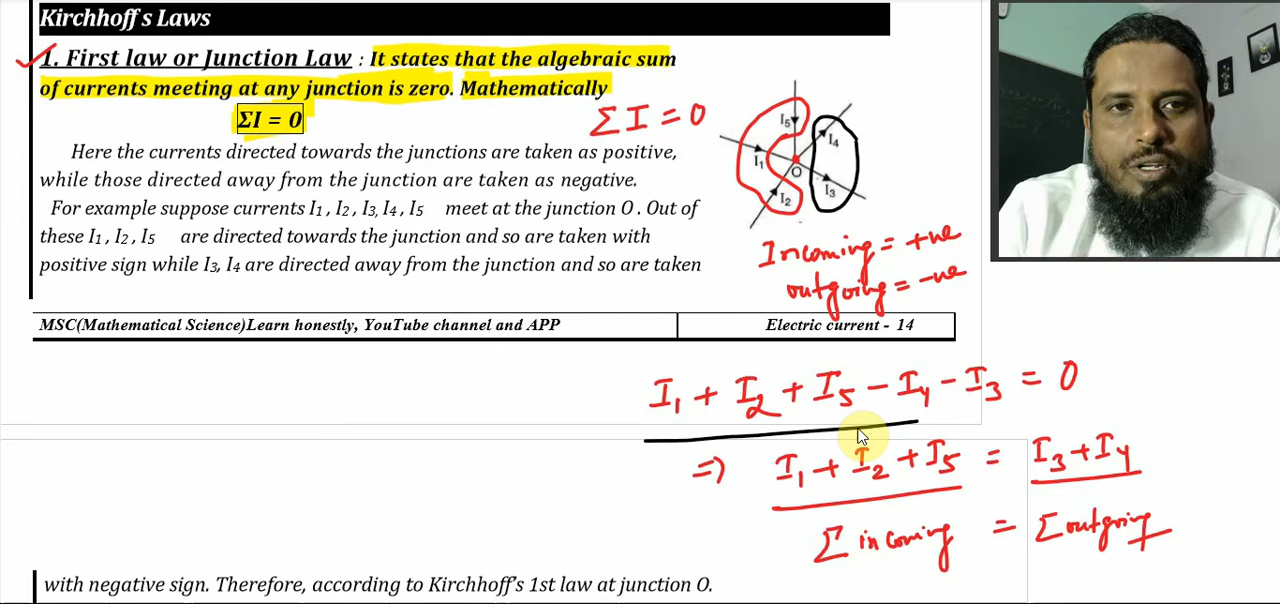 Kirchhoff s Laws
1. First law or Junction Law : It states that the algebraic sum
of currents meeting at any junction is zero. Mathematically
ΣI = 0
Σ I = 0
Here the currents directed towards the junctions are taken as positive,
while those directed away from the junction are taken as negative.
For example suppose currents I₁ , I₂ , I₃, I₄ , I₅ meet at the junction O . Out of
these I₁ , I₂ , I₅ are directed towards the junction and so are taken with
positive sign while I₃, I₄ are directed away from the junction and so are taken
I₅
I₄
I₁
O
I₃
I₂
Incoming = +ve
outgoing = -ve
MSC(Mathematical Science)Learn honestly, YouTube channel and APP
Electric current - 14
I₁ + I₂ + I₅ - I₄ - I₃ = 0
=> I₁ + I₂ + I₅ = I₃ + I₄
Σ incoming = Σ outgoing
with negative sign. Therefore, according to Kirchhoff's 1st law at junction O.